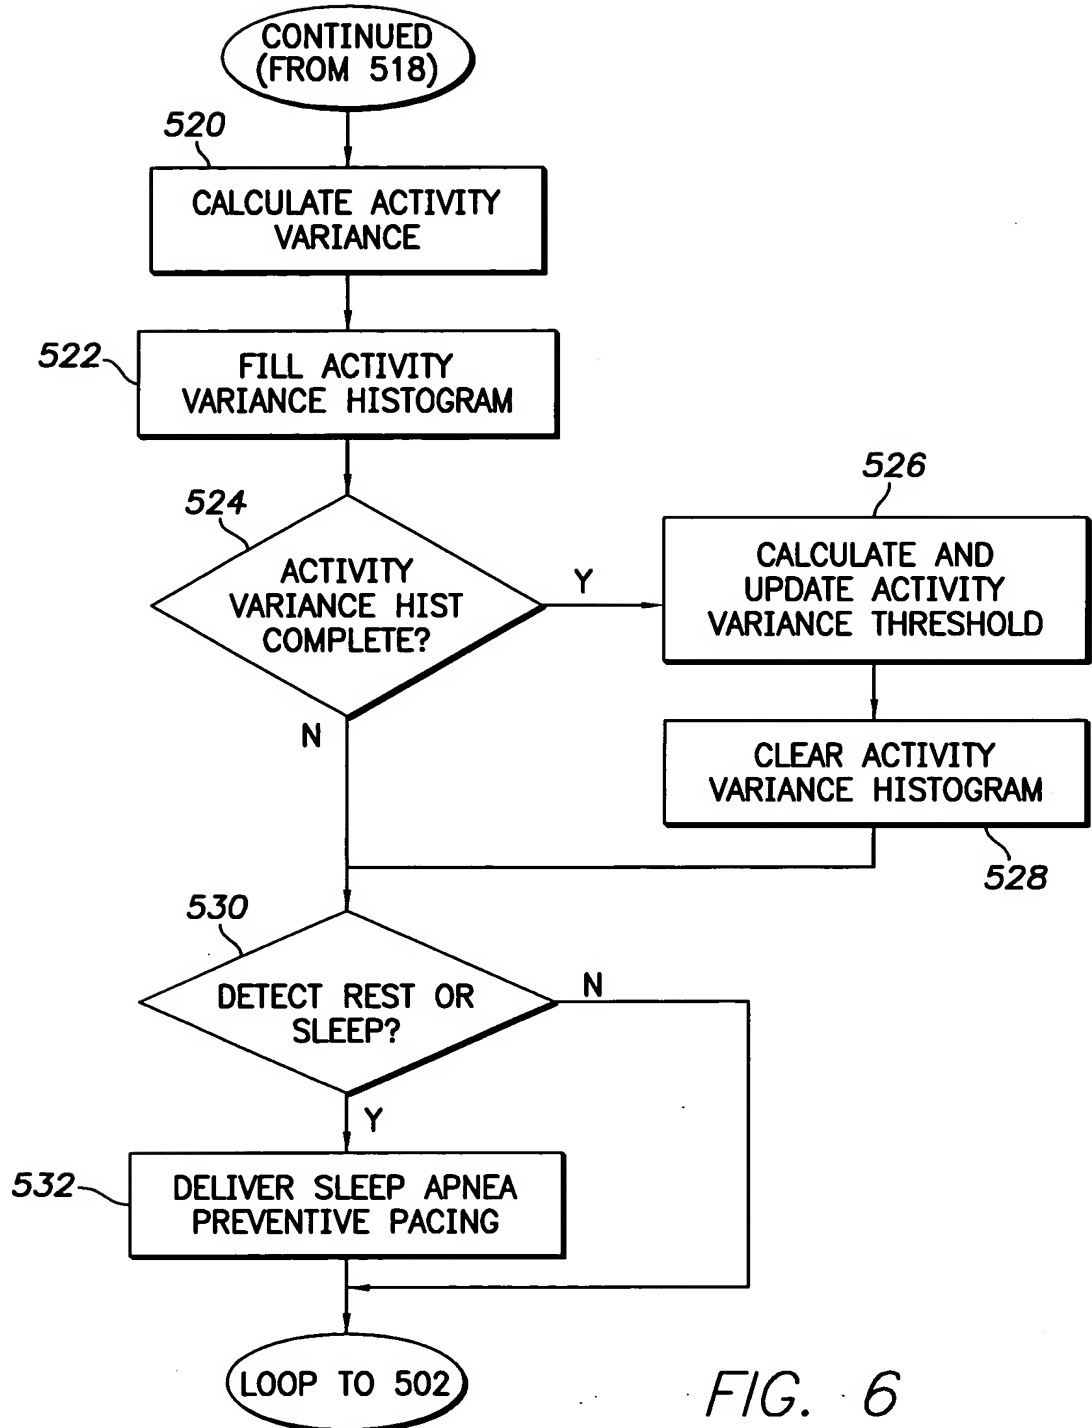 CONTINUED
(FROM 518)
520
CALCULATE ACTIVITY
VARIANCE
522
FILL ACTIVITY
VARIANCE HISTOGRAM
524
ACTIVITY
VARIANCE HIST
COMPLETE?
Y
N
526
CALCULATE AND
UPDATE ACTIVITY
VARIANCE THRESHOLD
CLEAR ACTIVITY
VARIANCE HISTOGRAM
528
530
DETECT REST OR
SLEEP?
N
Y
532
DELIVER SLEEP APNEA
PREVENTIVE PACING
LOOP TO 502
FIG. 6